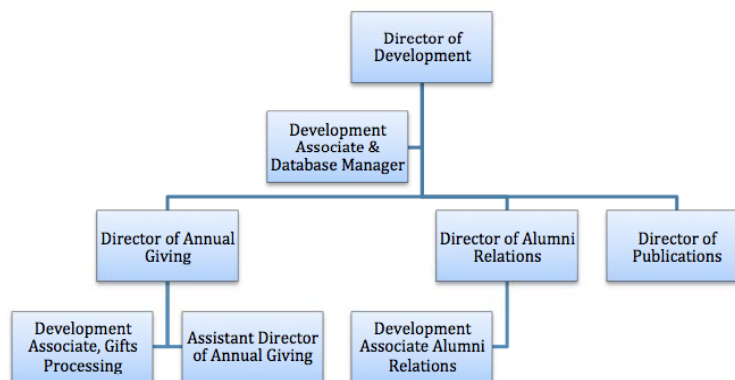 Director of
Development
Development
Associate &
Database Manager
Director of Annual
Giving
Director of Alumni
Relations
Director of
Publications
Development
Associate, Gifts
Processing
Assistant Director
of Annual Giving
Development
Associate Alumni
Relations